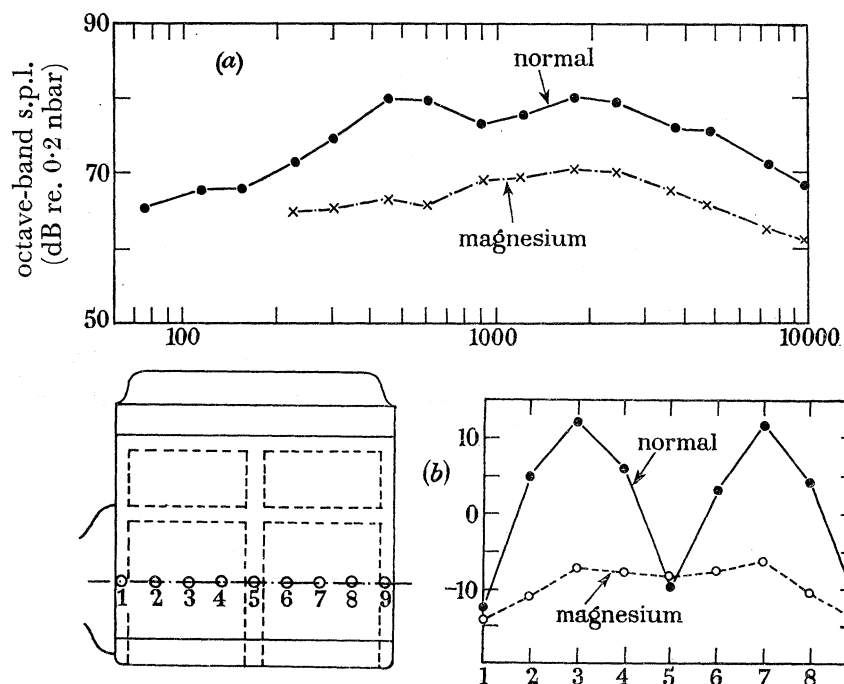 90
(a)
normal
octave-band s.p.l.
(dB re. 0·2 nbar)
70
magnesium
50
100 1000 10000
1 2 3 4 5 6 7 8 9
(b)
10
normal
0
-10
magnesium
1 2 3 4 5 6 7 8